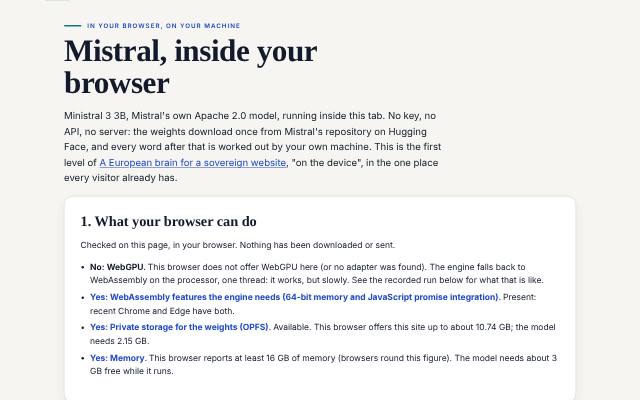 IN YOUR BROWSER, ON YOUR MACHINE
Mistral, inside your
browser
Ministral 3 3B, Mistral's own Apache 2.0 model, running inside this tab. No key, no
API, no server: the weights download once from Mistral's repository on Hugging
Face, and every word after that is worked out by your own machine. This is the first
level of A European brain for a sovereign website, "on the device", in the one place
every visitor already has.
1. What your browser can do
Checked on this page, in your browser. Nothing has been downloaded or sent.
• No: WebGPU. This browser does not offer WebGPU here (or no adapter was found). The engine falls back to
WebAssembly on the processor, one thread: it works, but slowly. See the recorded run below for what that is like.
• Yes: WebAssembly features the engine needs (64-bit memory and JavaScript promise integration). Present:
recent Chrome and Edge have both.
• Yes: Private storage for the weights (OPFS). Available. This browser offers this site up to about 10.74 GB; the model
needs 2.15 GB.
• Yes: Memory. This browser reports at least 16 GB of memory (browsers round this figure). The model needs about 3
GB free while it runs.